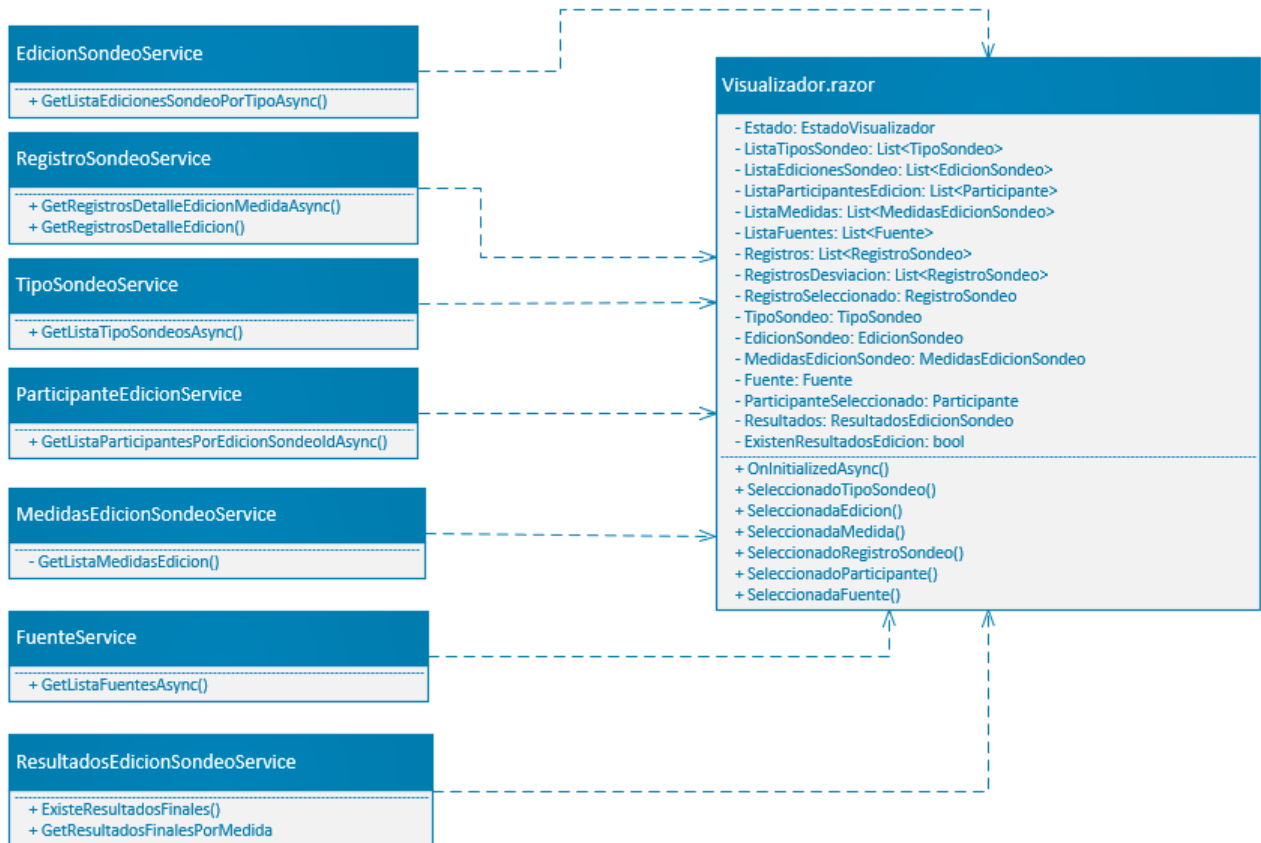 EdicionSondeoService
+ GetListaEdicionesSondeoPorTipoAsync()
RegistroSondeoService
+ GetRegistrosDetalleEdicionMedidaAsync()
+ GetRegistrosDetalleEdicion()
TipoSondeoService
+ GetListaTipoSondeosAsync()
ParticipanteEdicionService
+ GetListaParticipantesPorEdicionSondeoIdAsync()
MedidasEdicionSondeoService
- GetListaMedidasEdicion()
FuenteService
+ GetListaFuentesAsync()
ResultadosEdicionSondeoService
+ ExisteResultadosFinales()
+ GetResultadosFinalesPorMedida
Visualizador.razor
- Estado: EstadoVisualizador
- ListaTiposSondeo: List<TipoSondeo>
- ListaEdicionesSondeo: List<EdicionSondeo>
- ListaParticipantesEdicion: List<Participante>
- ListaMedidas: List<MedidasEdicionSondeo>
- ListaFuentes: List<Fuente>
- Registros: List<RegistroSondeo>
- RegistrosDesviacion: List<RegistroSondeo>
- RegistroSeleccionado: RegistroSondeo
- TipoSondeo: TipoSondeo
- EdicionSondeo: EdicionSondeo
- MedidasEdicionSondeo: MedidasEdicionSondeo
- Fuente: Fuente
- ParticipanteSeleccionado: Participante
- Resultados: ResultadosEdicionSondeo
- ExistenResultadosEdicion: bool
+ OnInitializedAsync()
+ SeleccionadoTipoSondeo()
+ SeleccionadaEdicion()
+ SeleccionadaMedida()
+ SeleccionadoRegistroSondeo()
+ SeleccionadoParticipante()
+ SeleccionadaFuente()